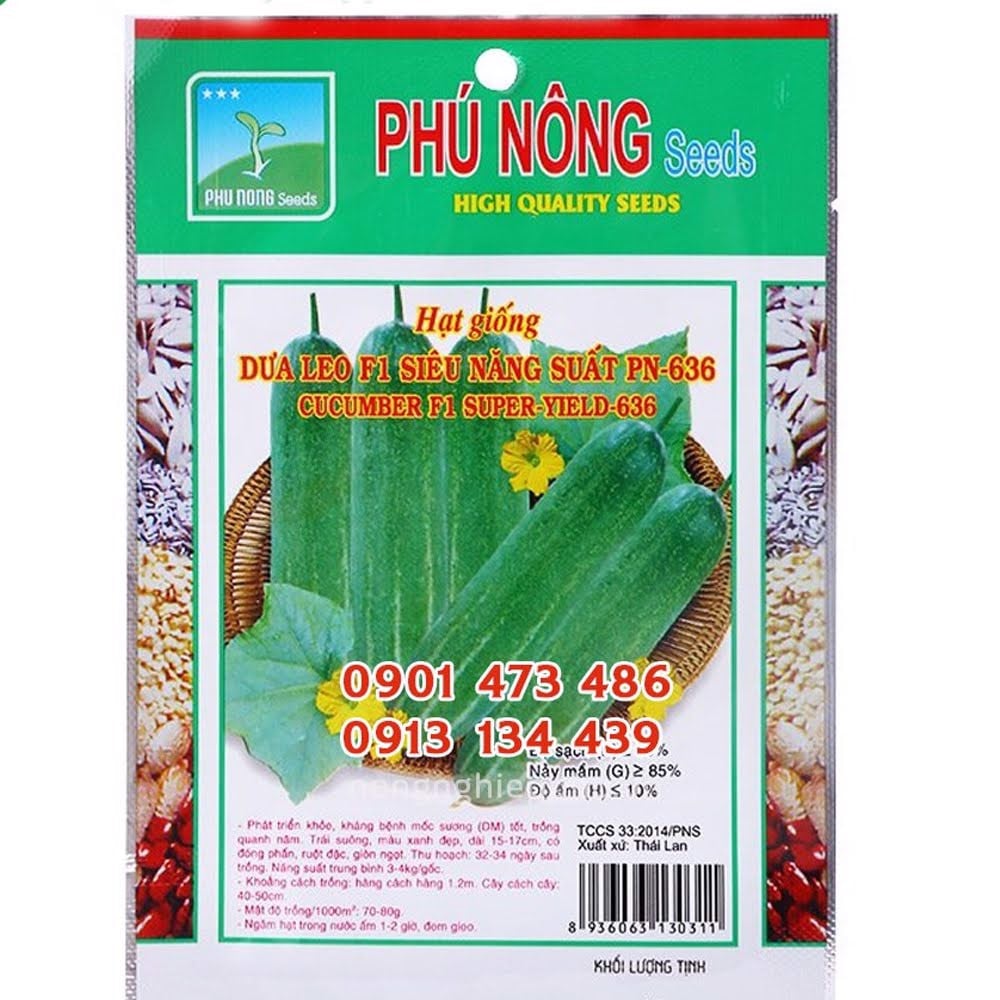 PHU NONG Seeds
PHÚ NÔNG Seeds
HIGH QUALITY SEEDS
Hạt giống
DƯA LEO F1 SIÊU NĂNG SUẤT PN-636
CUCUMBER F1 SUPER-YIELD-636
0901 473 486
0913 134 439
Nảy mầm (G) ≥ 85%
Độ ẩm (H) ≤ 10%
- Phát triển khỏe, kháng bệnh mốc sương (DM) tốt, trồng
quanh năm. Trái suông, màu xanh đẹp, dài 15-17cm, có
đóng phấn, ruột đặc, giòn ngọt. Thu hoạch: 32-34 ngày sau
trồng. Năng suất trung bình 3-4kg/gốc.
- Khoảng cách trồng: hàng cách hàng 1.2m. Cây cách cây:
40-50cm.
- Mật độ trồng/1000m²: 70-80g.
- Ngâm hạt trong nước ấm 1-2 giờ, đem gieo.
TCCS 33:2014/PNS
Xuất xứ: Thái Lan
8 936063 130311
KHỐI LƯỢNG TỊNH